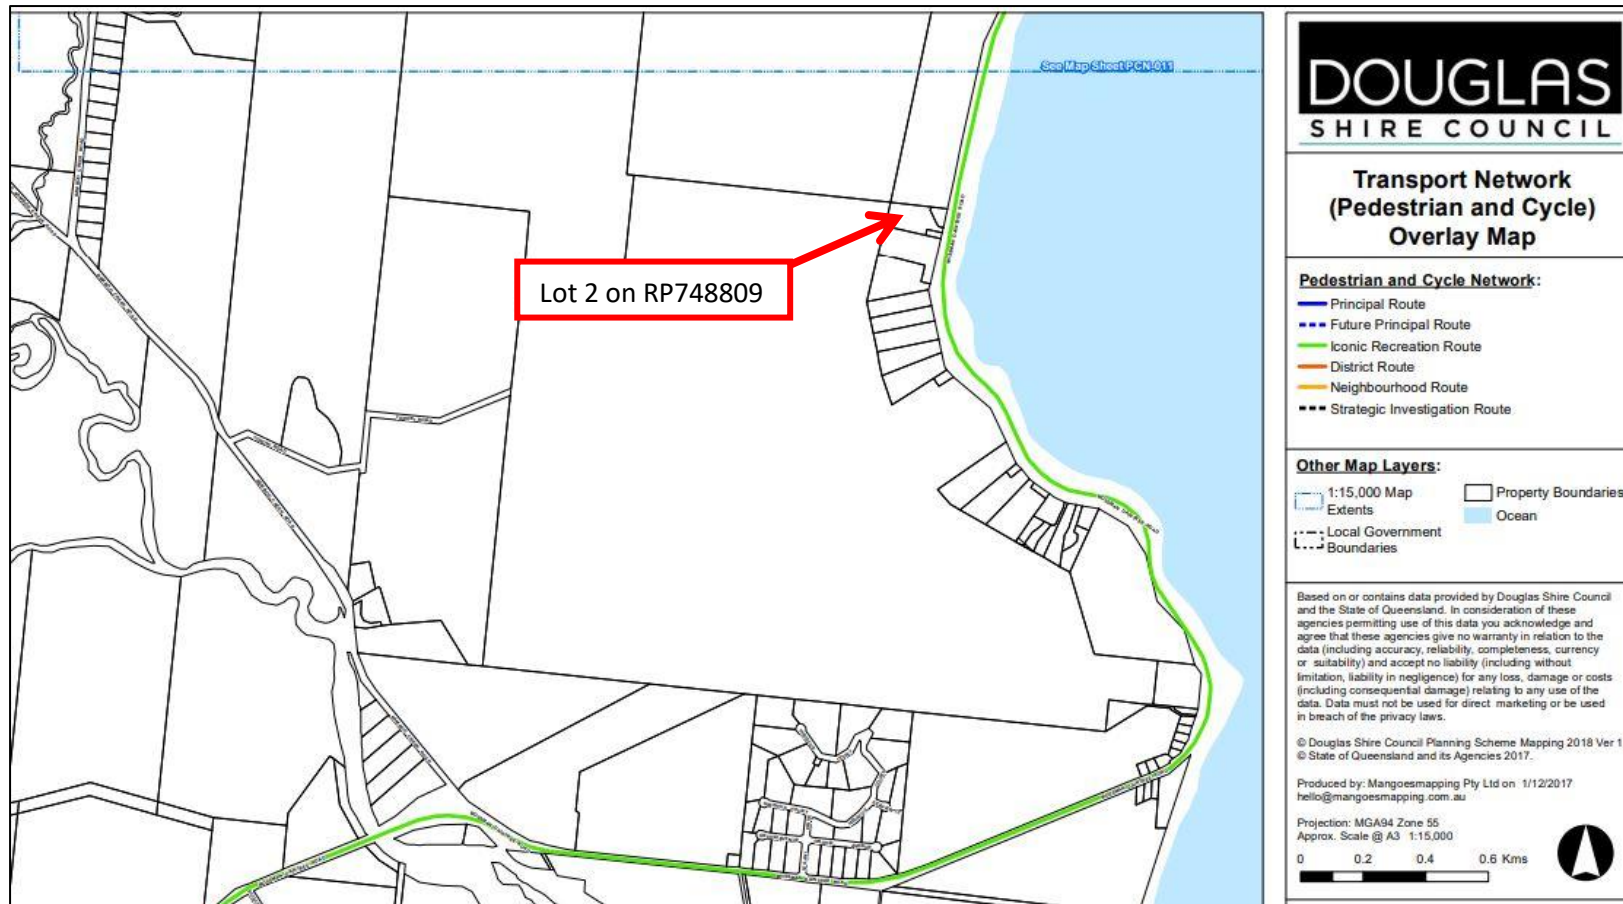 See Map Sheet PCN-011
Lot 2 on RP748809
DOUGLAS
SHIRE COUNCIL
Transport Network
(Pedestrian and Cycle)
Overlay Map
Pedestrian and Cycle Network:
Principal Route
Future Principal Route
Iconic Recreation Route
District Route
Neighbourhood Route
Strategic Investigation Route
Other Map Layers:
1:15,000 Map
Extents
Property Boundaries
Ocean
Local Government
Boundaries
Based on or contains data provided by Douglas Shire Council
and the State of Queensland. In consideration of these
agencies permitting use of this data you acknowledge and
agree that these agencies give no warranty in relation to the
data (including accuracy, reliability, completeness, currency
or suitability) and accept no liability (including without
limitation, liability in negligence) for any loss, damage or costs
(including consequential damage) relating to any use of the
data. Data must not be used for direct marketing or be used
in breach of the privacy laws.
© Douglas Shire Council Planning Scheme Mapping 2018 Ver 1
© State of Queensland and its Agencies 2017.
Produced by: Mangoesmapping Pty Ltd on 1/12/2017
hello@mangoesmapping.com.au
Projection: MGA94 Zone 55
Approx. Scale @ A3 1:15,000
0 0.2 0.4 0.6 Kms